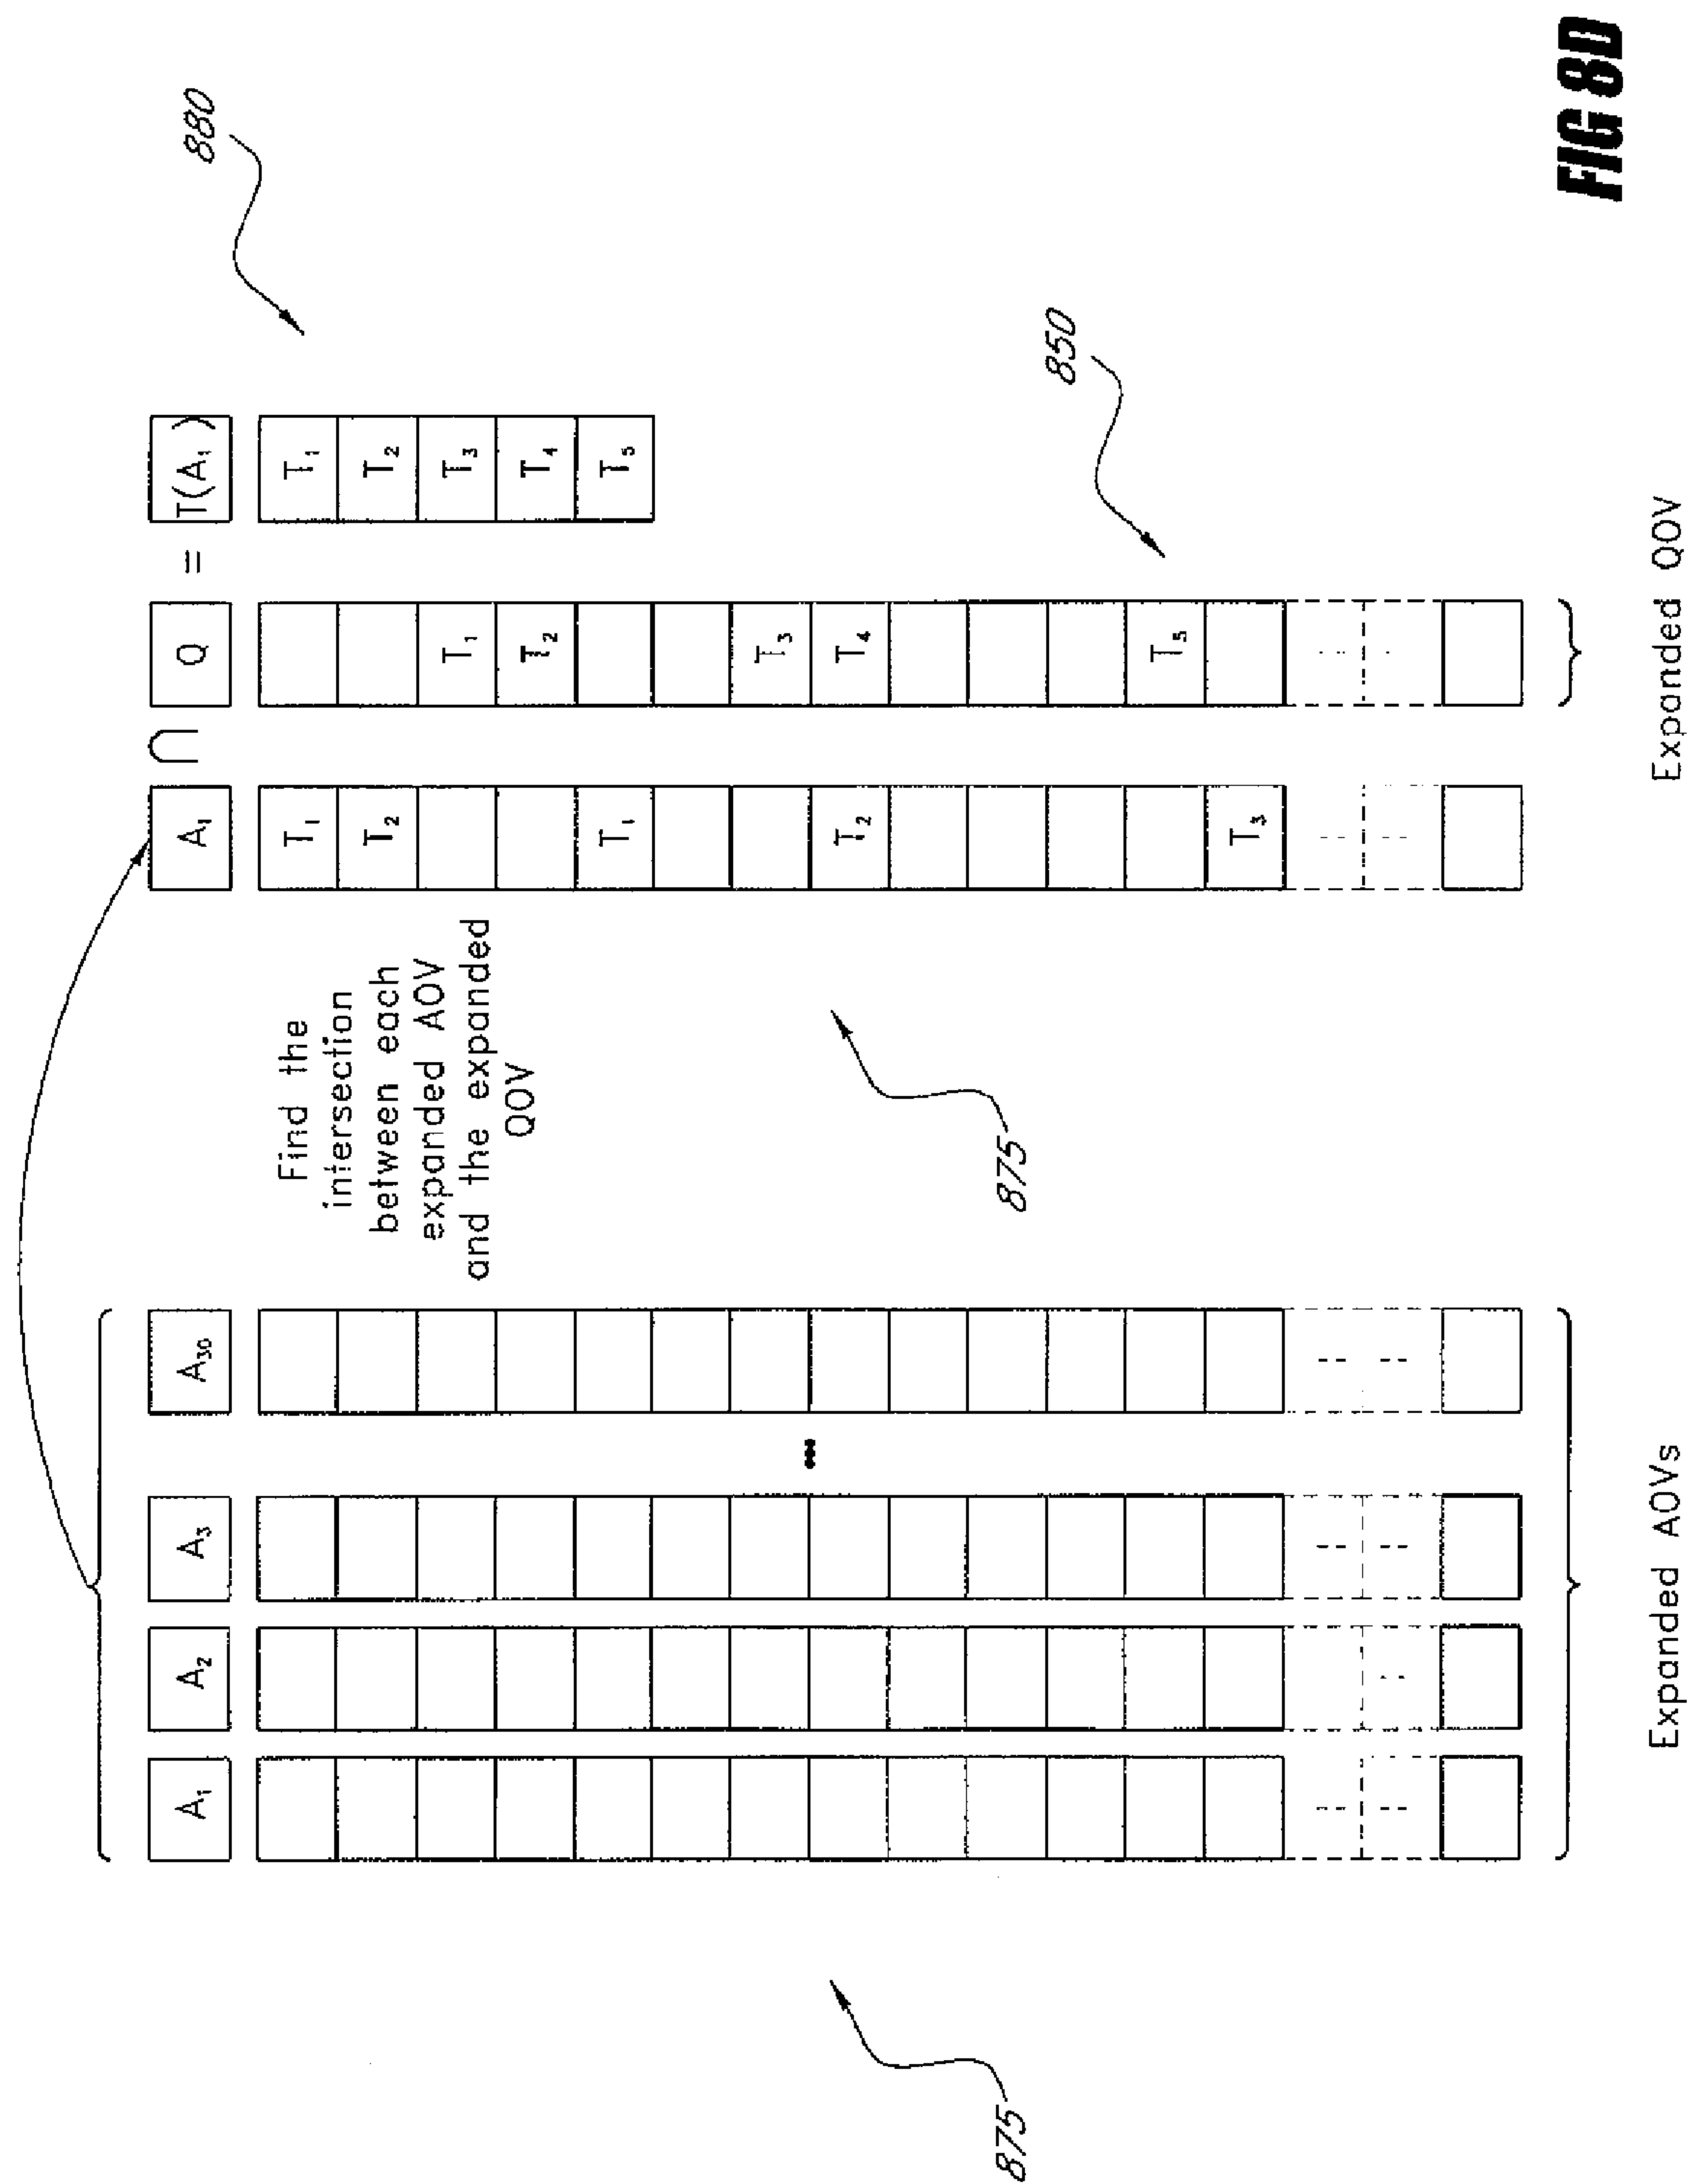 A₁
A₂
A₃
A₃₀
A₁
∩
Q
=
T(A₁)
880
Find the
intersection
between each
expanded AOV
and the expanded
QOV
T₁
T₂
T₁
T₂
T₃
T₁
T₂
T₃
T₄
T₅
T₁
T₂
T₃
T₄
T₅
•••
875
875
850
Expanded AOVs
Expanded QOV
FIG 8D